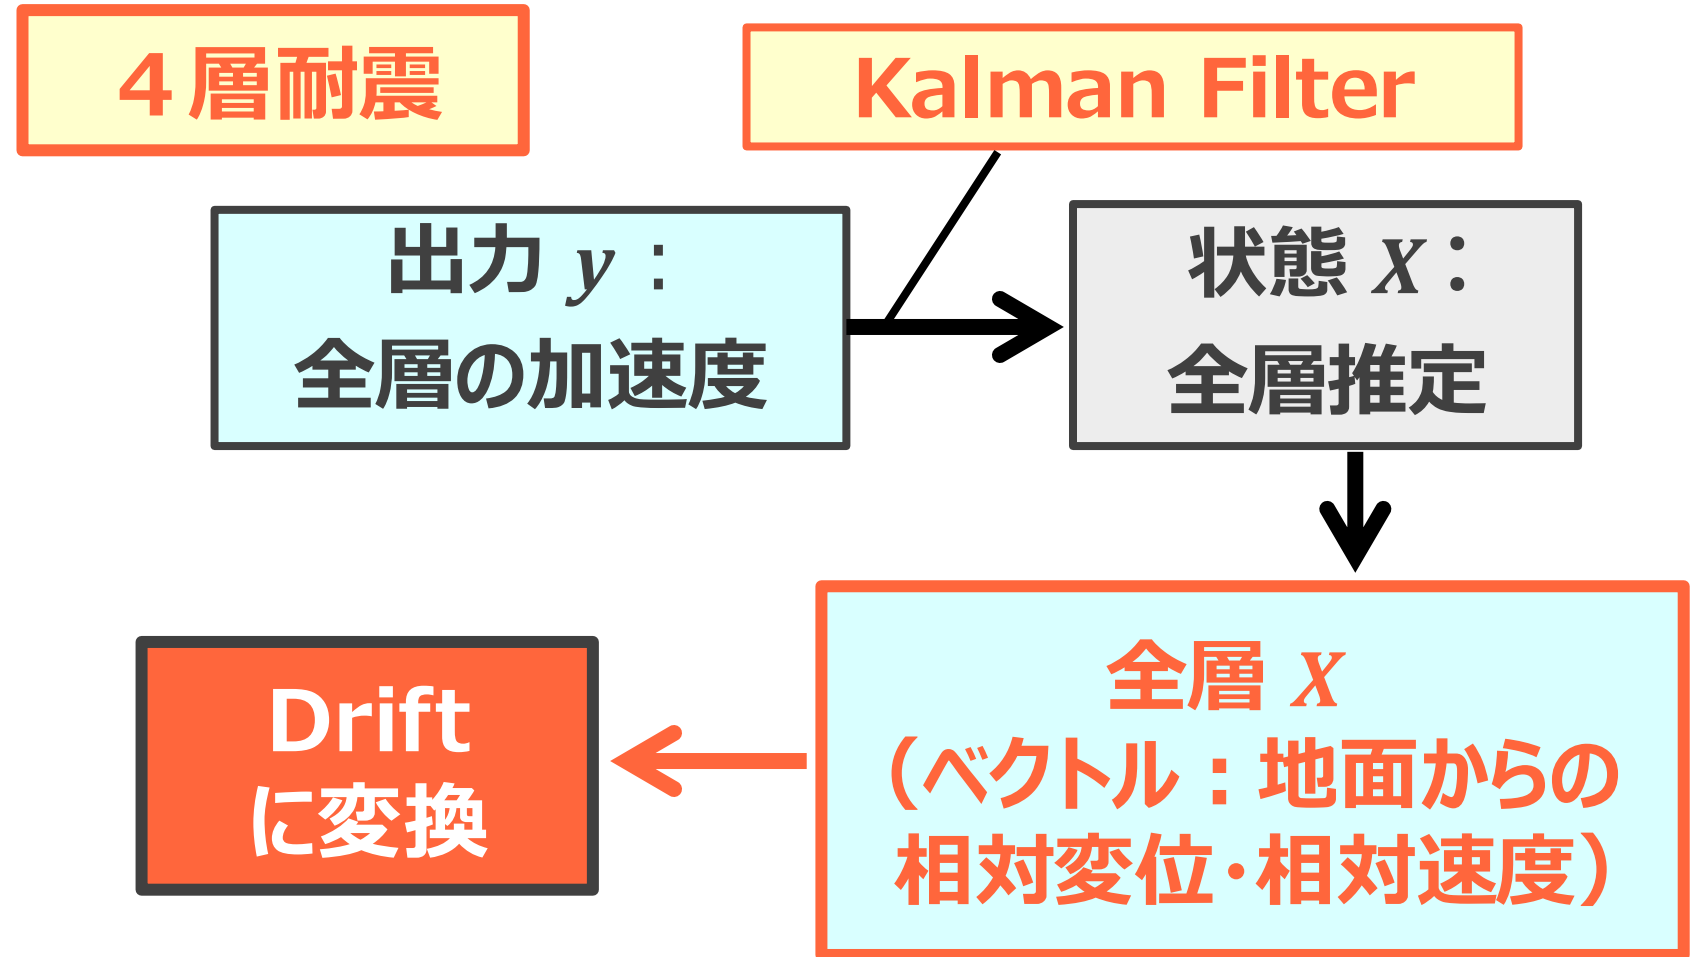 ４層耐震
Kalman Filter
出力 y：
全層の加速度
状態 X：
全層推定
全層 X
（ベクトル：地面からの
相対変位・相対速度）
Drift
に変換